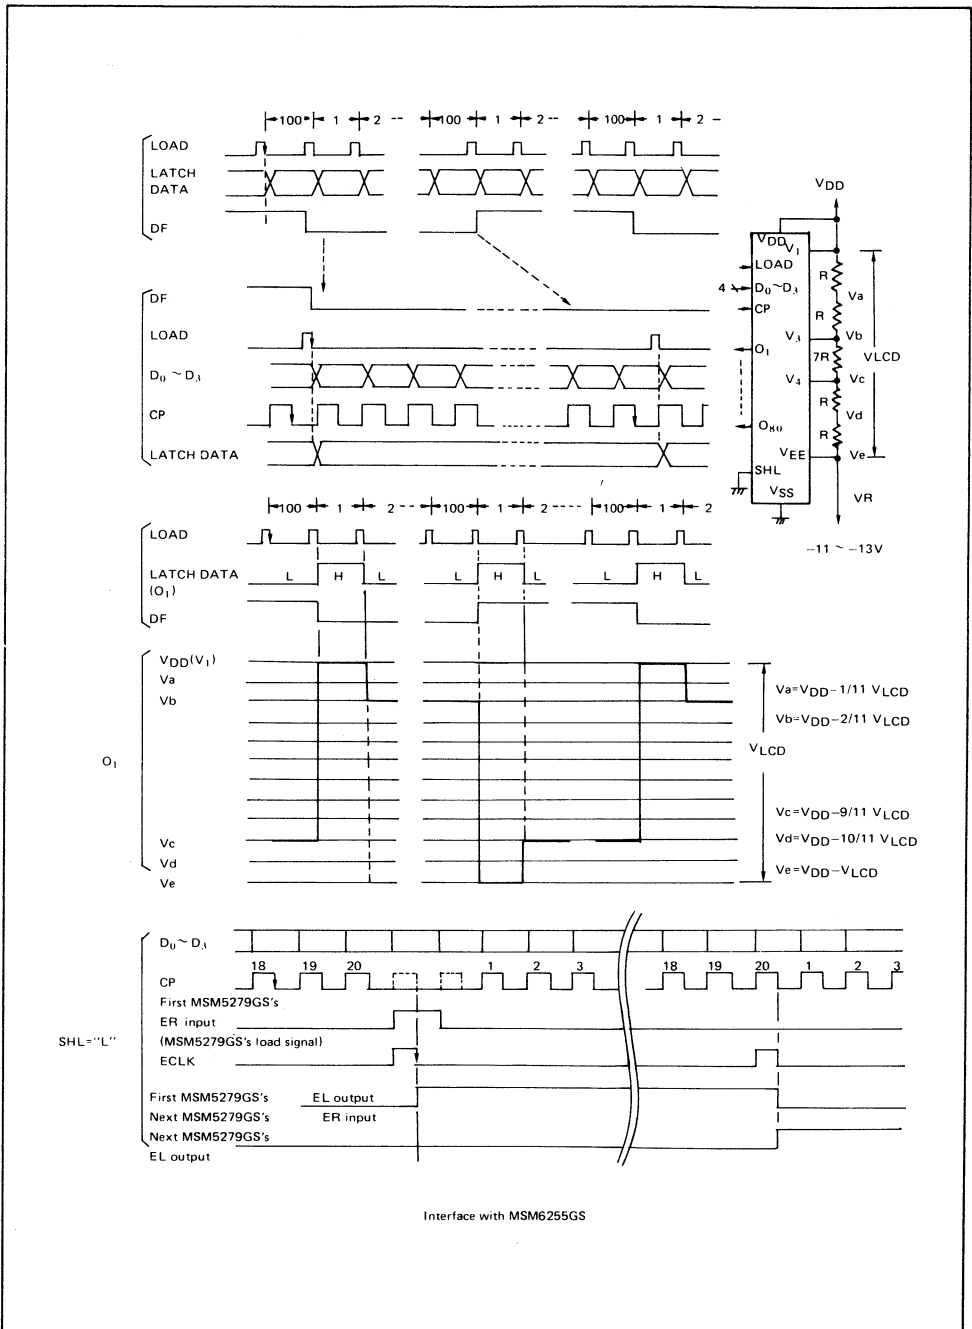 100 1 2 -- 100 1 2 -- 100 1 2 -
LOAD
LATCH
DATA
DF
DF
LOAD
D0 ~ D3
CP
LATCH DATA
VDD
VDD V1
LOAD
R
4 D0~D3 Va
CP R
V3 Vb
O1
7R VLCD
V4 Vc
R
Vd
O80 R
VEE Ve
SHL
VSS VR
-11 ~ -13V
100 1 2 -- 100 1 2 ---- 100 1 2
LOAD
LATCH DATA L H L L H L L H L
(O1)
DF
VDD(V1)
Va Va=VDD-1/11 VLCD
Vb Vb=VDD-2/11 VLCD
VLCD
O1
Vc=VDD-9/11 VLCD
Vc Vd=VDD-10/11 VLCD
Vd
Ve Ve=VDD-VLCD
D0~D3
18 19 20 1 2 3 18 19 20 1 2 3
CP
First MSM5279GS's
ER input
SHL="L" (MSM5279GS's load signal)
ECLK
First MSM5279GS's EL output
Next MSM5279GS's ER input
Next MSM5279GS's
EL output
Interface with MSM6255GS